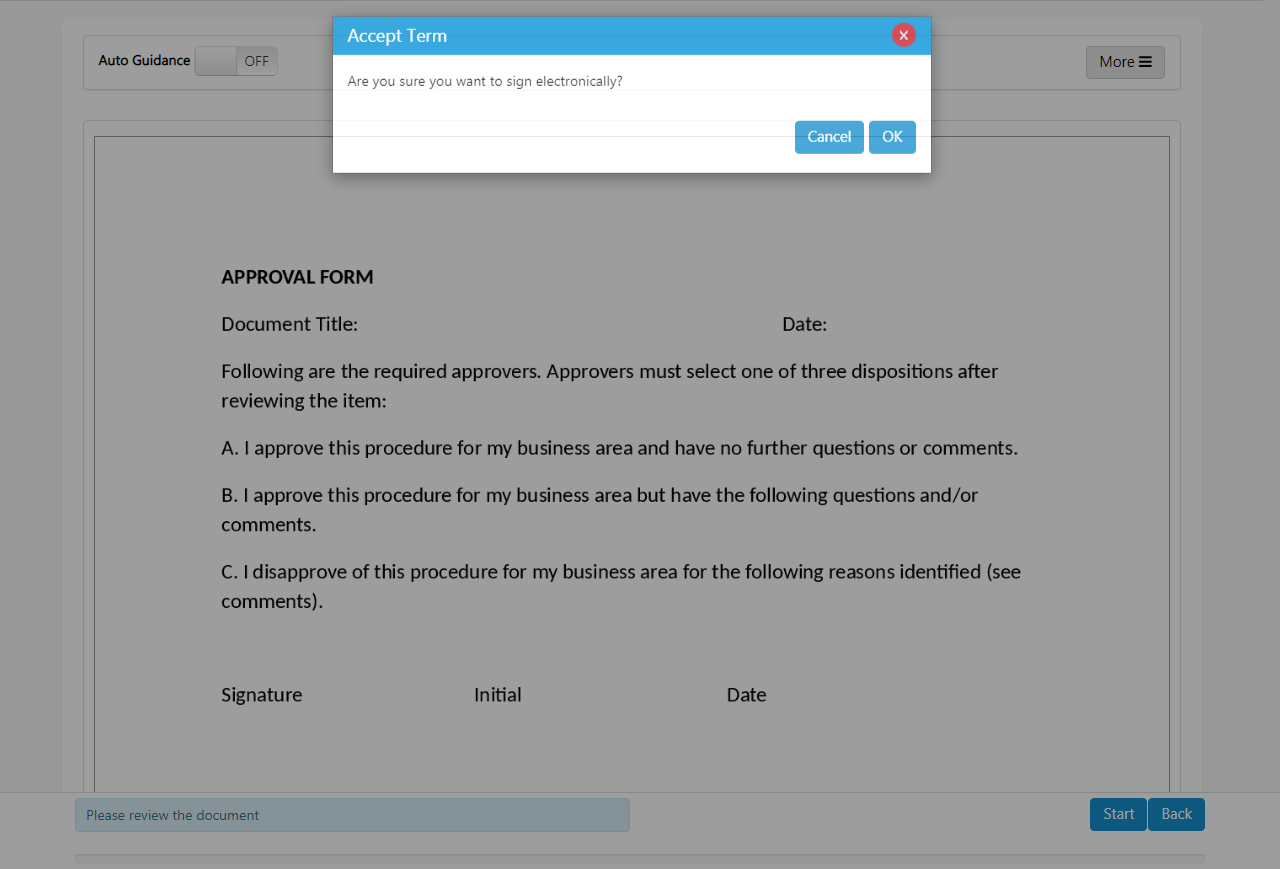 Accept Term
Auto Guidance OFF
More
Are you sure you want to sign electronically?
Cancel OK
APPROVAL FORM
Document Title: Date:
Following are the required approvers. Approvers must select one of three dispositions after
reviewing the item:
A. I approve this procedure for my business area and have no further questions or comments.
B. I approve this procedure for my business area but have the following questions and/or
comments.
C. I disapprove of this procedure for my business area for the following reasons identified (see
comments).
Signature Initial Date
Please review the document
Start Back